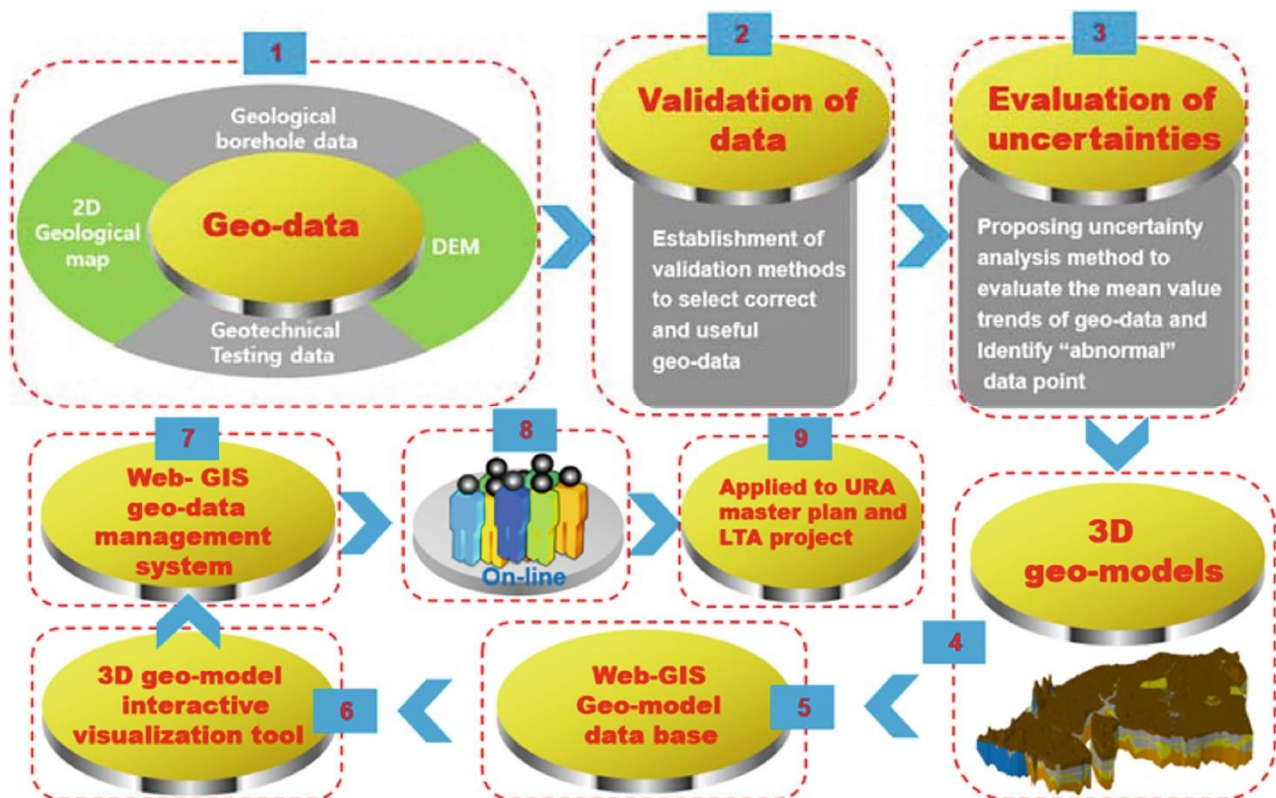 1
Geological
borehole data
2D
Geological
map
Geo-data
DEM
Geotechnical
Testing data
2
Validation of
data
Establishment of
validation methods
to select correct
and useful
geo-data
3
Evaluation of
uncertainties
Proposing uncertainty
analysis method to
evaluate the mean value
trends of geo-data and
Identify “abnormal”
data point
3D
geo-models
4
Web-GIS
Geo-model
data base
5
3D geo-model
interactive
visualization tool
6
7
Web- GIS
geo-data
management
system
8
On-line
9
Applied to URA
master plan and
LTA project